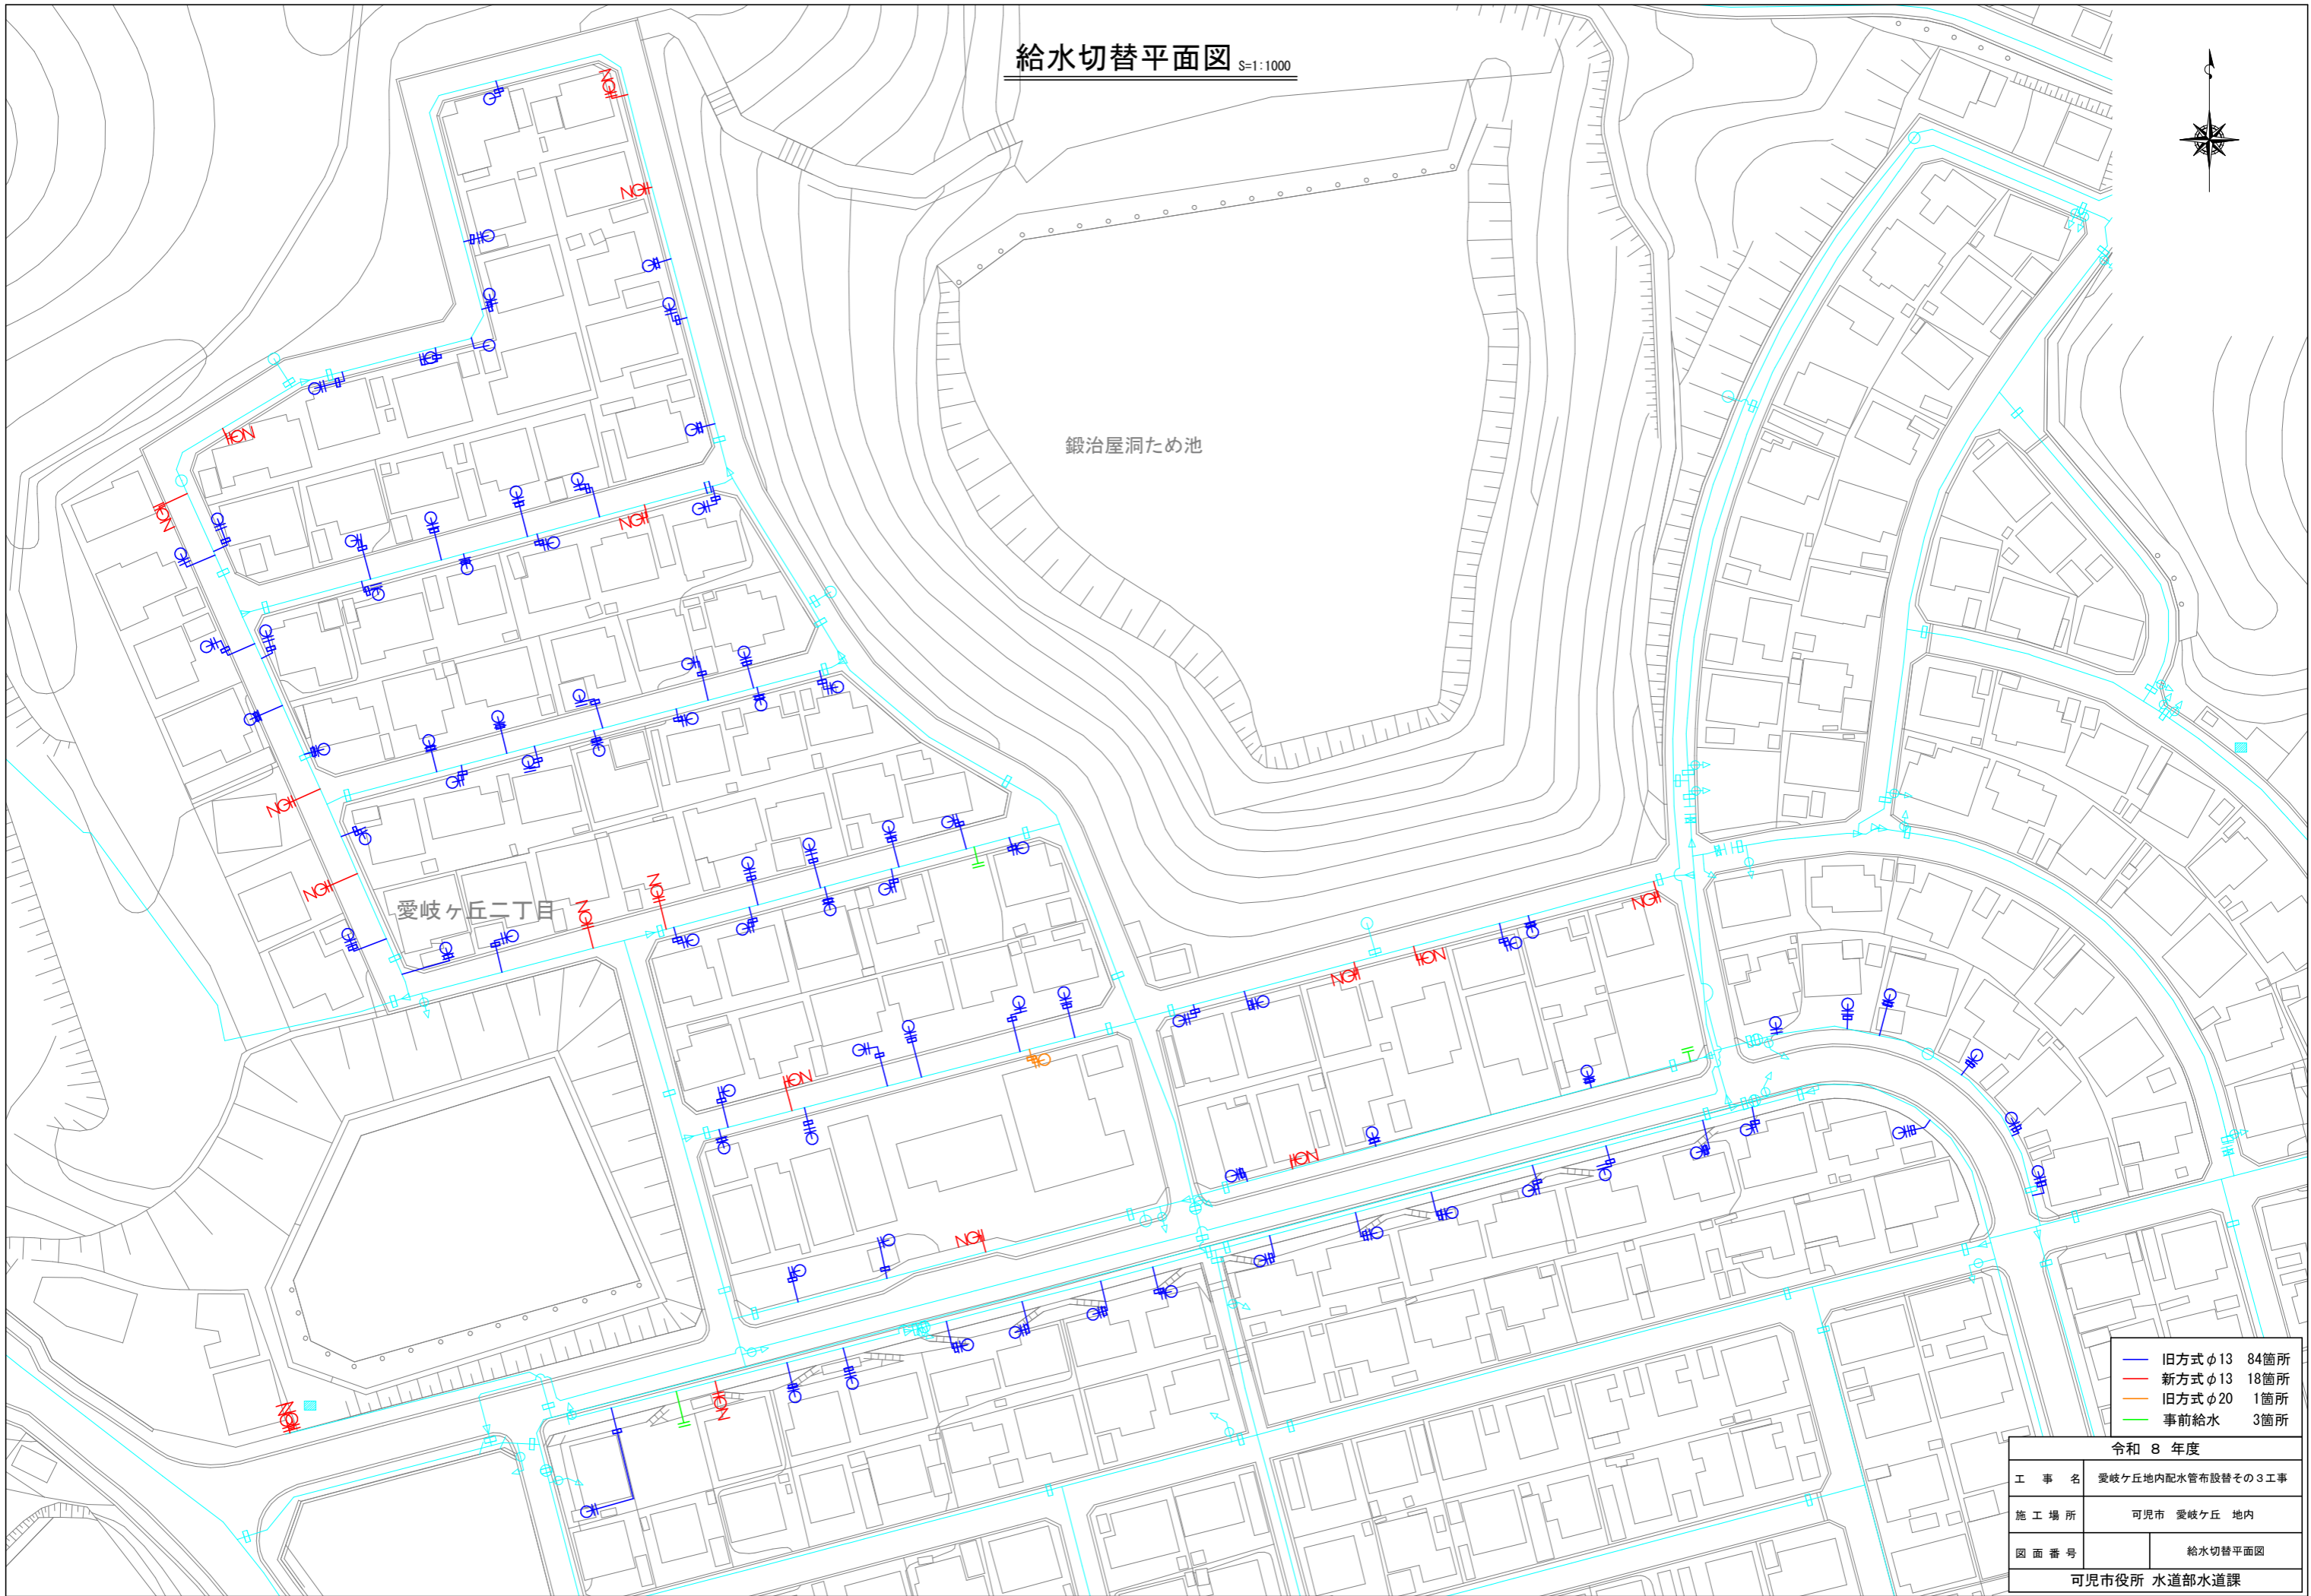 給水切替平面図 S=1:1000
鍛治屋洞ため池
愛岐ヶ丘二丁目
旧方式φ13 84箇所
新方式φ13 18箇所
旧方式φ20 1箇所
事前給水 3箇所
令和 8 年度
工事名 愛岐ケ丘地内配水管布設替その3工事
施工場所 可児市 愛岐ケ丘 地内
図面番号 給水切替平面図
可児市役所 水道部水道課